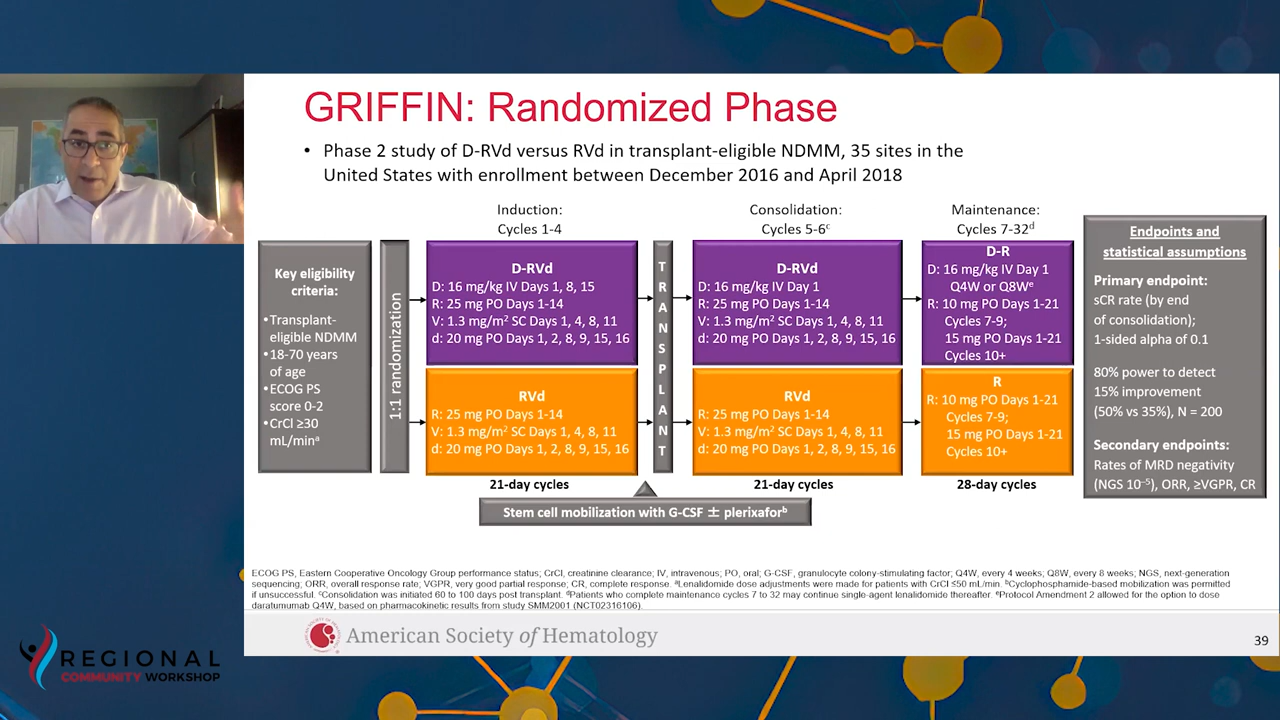 GRIFFIN: Randomized Phase
• Phase 2 study of D-RVd versus RVd in transplant-eligible NDMM, 35 sites in the
United States with enrollment between December 2016 and April 2018
Induction:
Cycles 1-4
Consolidation:
Cycles 5-6ᶜ
Maintenance:
Cycles 7-32ᵈ
Key eligibility
criteria:
•Transplant-
eligible NDMM
•18-70 years
of age
•ECOG PS
score 0-2
•CrCl ≥30
mL/minᵃ
1:1 randomization
D-RVd
D: 16 mg/kg IV Days 1, 8, 15
R: 25 mg PO Days 1-14
V: 1.3 mg/m² SC Days 1, 4, 8, 11
d: 20 mg PO Days 1, 2, 8, 9, 15, 16
RVd
R: 25 mg PO Days 1-14
V: 1.3 mg/m² SC Days 1, 4, 8, 11
d: 20 mg PO Days 1, 2, 8, 9, 15, 16
21-day cycles
TRANSPLANT
D-RVd
D: 16 mg/kg IV Day 1
R: 25 mg PO Days 1-14
V: 1.3 mg/m² SC Days 1, 4, 8, 11
d: 20 mg PO Days 1, 2, 8, 9, 15, 16
RVd
R: 25 mg PO Days 1-14
V: 1.3 mg/m² SC Days 1, 4, 8, 11
d: 20 mg PO Days 1, 2, 8, 9, 15, 16
21-day cycles
D-R
D: 16 mg/kg IV Day 1
Q4W or Q8Wᵉ
R: 10 mg PO Days 1-21
Cycles 7-9;
15 mg PO Days 1-21
Cycles 10+
R
R: 10 mg PO Days 1-21
Cycles 7-9;
15 mg PO Days 1-21
Cycles 10+
28-day cycles
Stem cell mobilization with G-CSF ± plerixaforᵇ
Endpoints and
statistical assumptions
Primary endpoint:
sCR rate (by end
of consolidation);
1-sided alpha of 0.1
80% power to detect
15% improvement
(50% vs 35%), N = 200
Secondary endpoints:
Rates of MRD negativity
(NGS 10⁻⁵), ORR, ≥VGPR, CR
ECOG PS, Eastern Cooperative Oncology Group performance status; CrCl, creatinine clearance; IV, intravenous; PO, oral; G-CSF, granulocyte colony-stimulating factor; Q4W, every 4 weeks; Q8W, every 8 weeks; NGS, next-generation
sequencing; ORR, overall response rate; VGPR, very good partial response; CR, complete response. ᵃLenalidomide dose adjustments were made for patients with CrCl ≤50 mL/min. ᵇCyclophosphamide-based mobilization was permitted
if unsuccessful. ᶜConsolidation was initiated 60 to 100 days post transplant. ᵈPatients who complete maintenance cycles 7 to 32 may continue single-agent lenalidomide thereafter. ᵉProtocol Amendment 2 allowed for the option to dose
daratumumab Q4W, based on pharmacokinetic results from study SMM2001 (NCT02316106).
American Society of Hematology
39
REGIONAL
COMMUNITY WORKSHOP